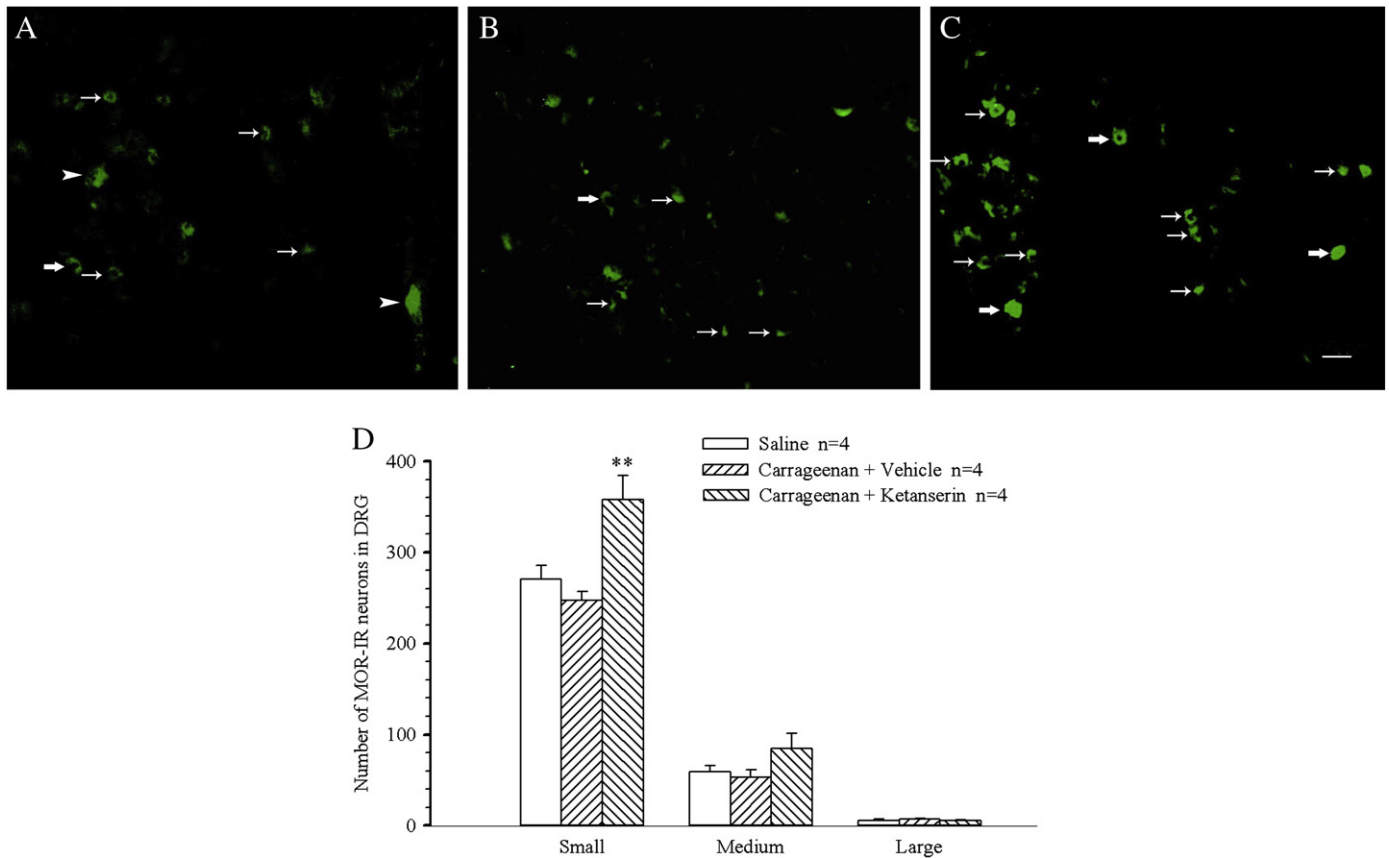 A
B
C
D
Saline n=4
Carrageenan + Vehicle n=4
Carrageenan + Ketanserin n=4
**
Number of MOR-IR neurons in DRG
400
300
200
100
0
Small
Medium
Large